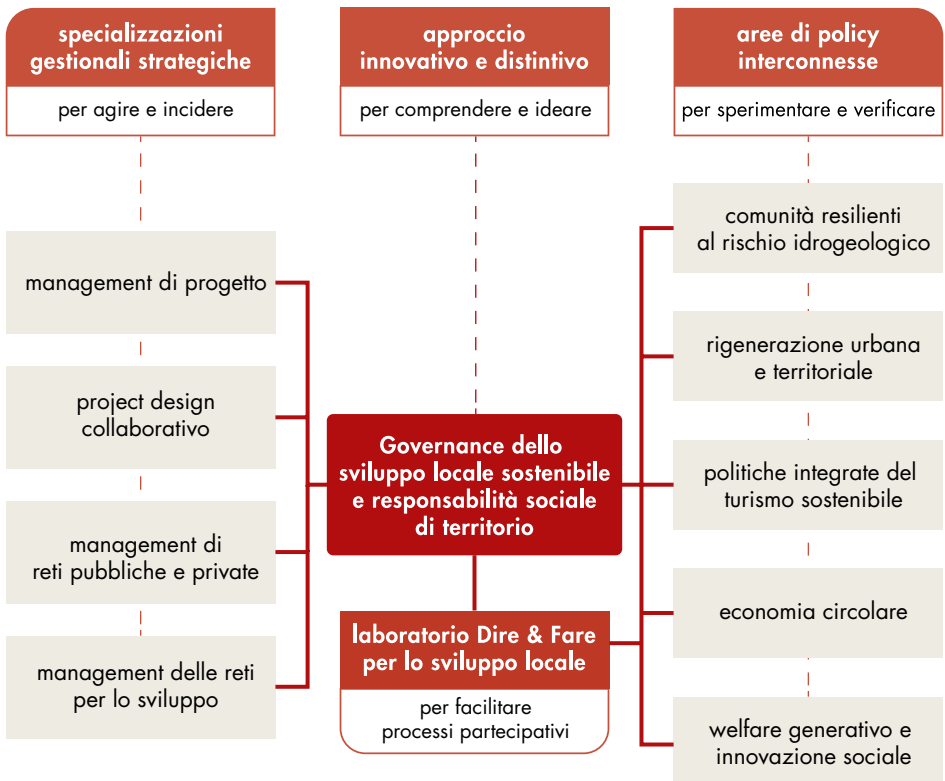 specializzazioni
gestionali strategiche
per agire e incidere
management di progetto
project design
collaborativo
management di
reti pubbliche e private
management delle reti
per lo sviluppo
approccio
innovativo e distintivo
per comprendere e ideare
Governance dello
sviluppo locale sostenibile
e responsabilità sociale
di territorio
laboratorio Dire & Fare
per lo sviluppo locale
per facilitare
processi partecipativi
aree di policy
interconnesse
per sperimentare e verificare
comunità resilienti
al rischio idrogeologico
rigenerazione urbana
e territoriale
politiche integrate del
turismo sostenibile
economia circolare
welfare generativo e
innovazione sociale